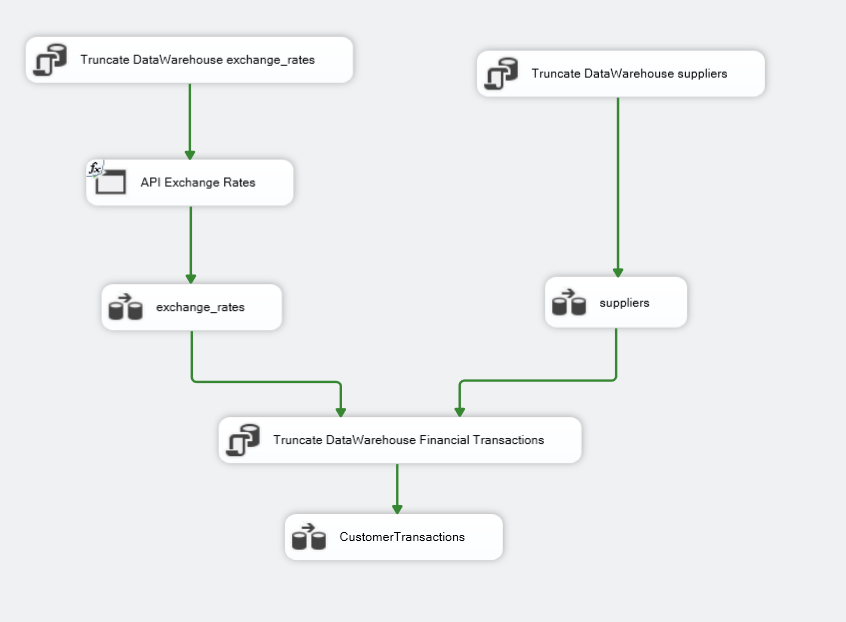 Truncate DataWarehouse exchange_rates
Truncate DataWarehouse suppliers
fx
API Exchange Rates
exchange_rates
suppliers
Truncate DataWarehouse Financial Transactions
CustomerTransactions